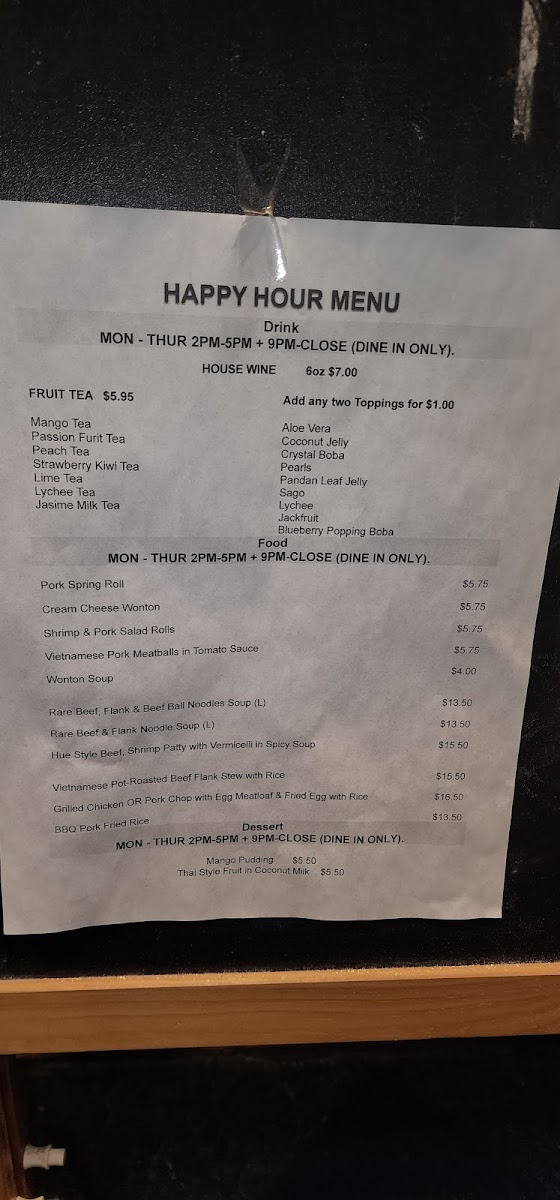 HAPPY HOUR MENU
Drink
MON - THUR 2PM-5PM + 9PM-CLOSE (DINE IN ONLY).
HOUSE WINE 6oz $7.00
FRUIT TEA $5.95
Mango Tea
Passion Furit Tea
Peach Tea
Strawberry Kiwi Tea
Lime Tea
Lychee Tea
Jasime Milk Tea
Add any two Toppings for $1.00
Aloe Vera
Coconut Jelly
Crystal Boba
Pearls
Pandan Leaf Jelly
Sago
Lychee
Jackfruit
Blueberry Popping Boba
Food
MON - THUR 2PM-5PM + 9PM-CLOSE (DINE IN ONLY).
Pork Spring Roll $5.75
Cream Cheese Wonton $5.75
Shrimp & Pork Salad Rolls $5.75
Vietnamese Pork Meatballs in Tomato Sauce $5.75
Wonton Soup $4.00
Rare Beef, Flank & Beef Ball Noodles Soup (L) $13.50
Rare Beef & Flank Noodle Soup (L) $13.50
Hue Style Beef, Shrimp Patty with Vermicelli in Spicy Soup $15.50
Vietnamese Pot-Roasted Beef Flank Stew with Rice $15.50
Grilled Chicken OR Pork Chop with Egg Meatloaf & Fried Egg with Rice $16.50
BBQ Pork Fried Rice $13.50
Dessert
MON - THUR 2PM-5PM + 9PM-CLOSE (DINE IN ONLY).
Mango Pudding $5.50
Thai Style Fruit in Coconut Milk $5.50